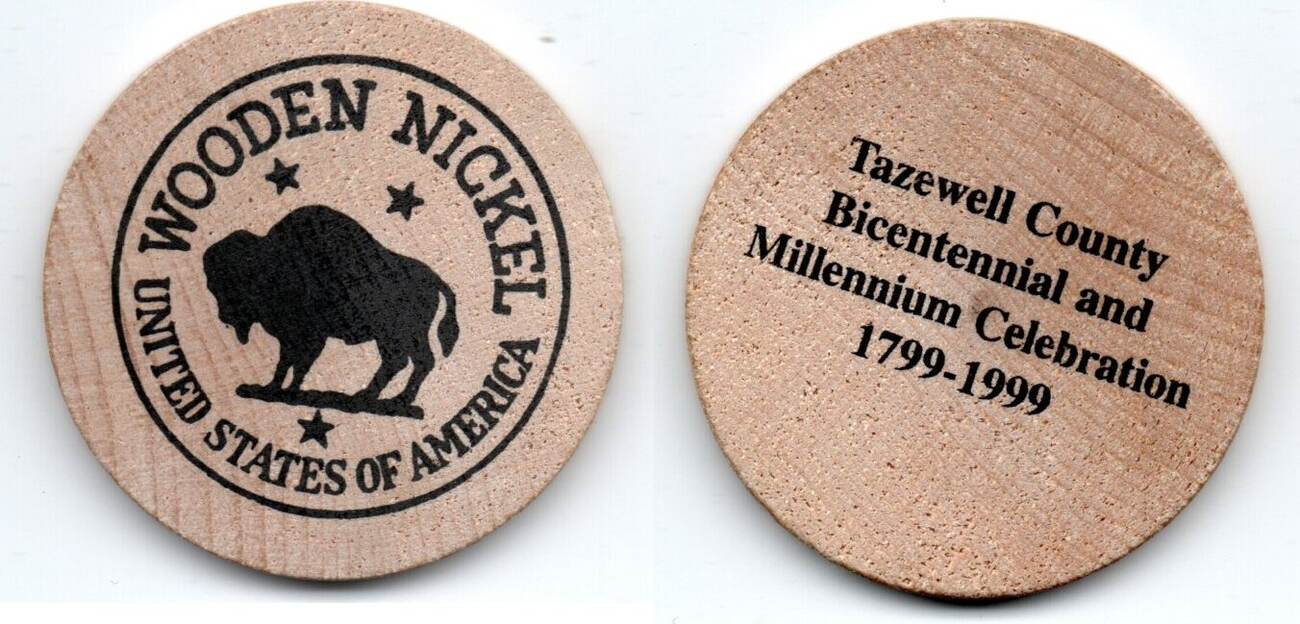 WOODEN NICKEL
UNITED STATES OF AMERICA
Tazewell County
Bicentennial and
Millennium Celebration
1799-1999